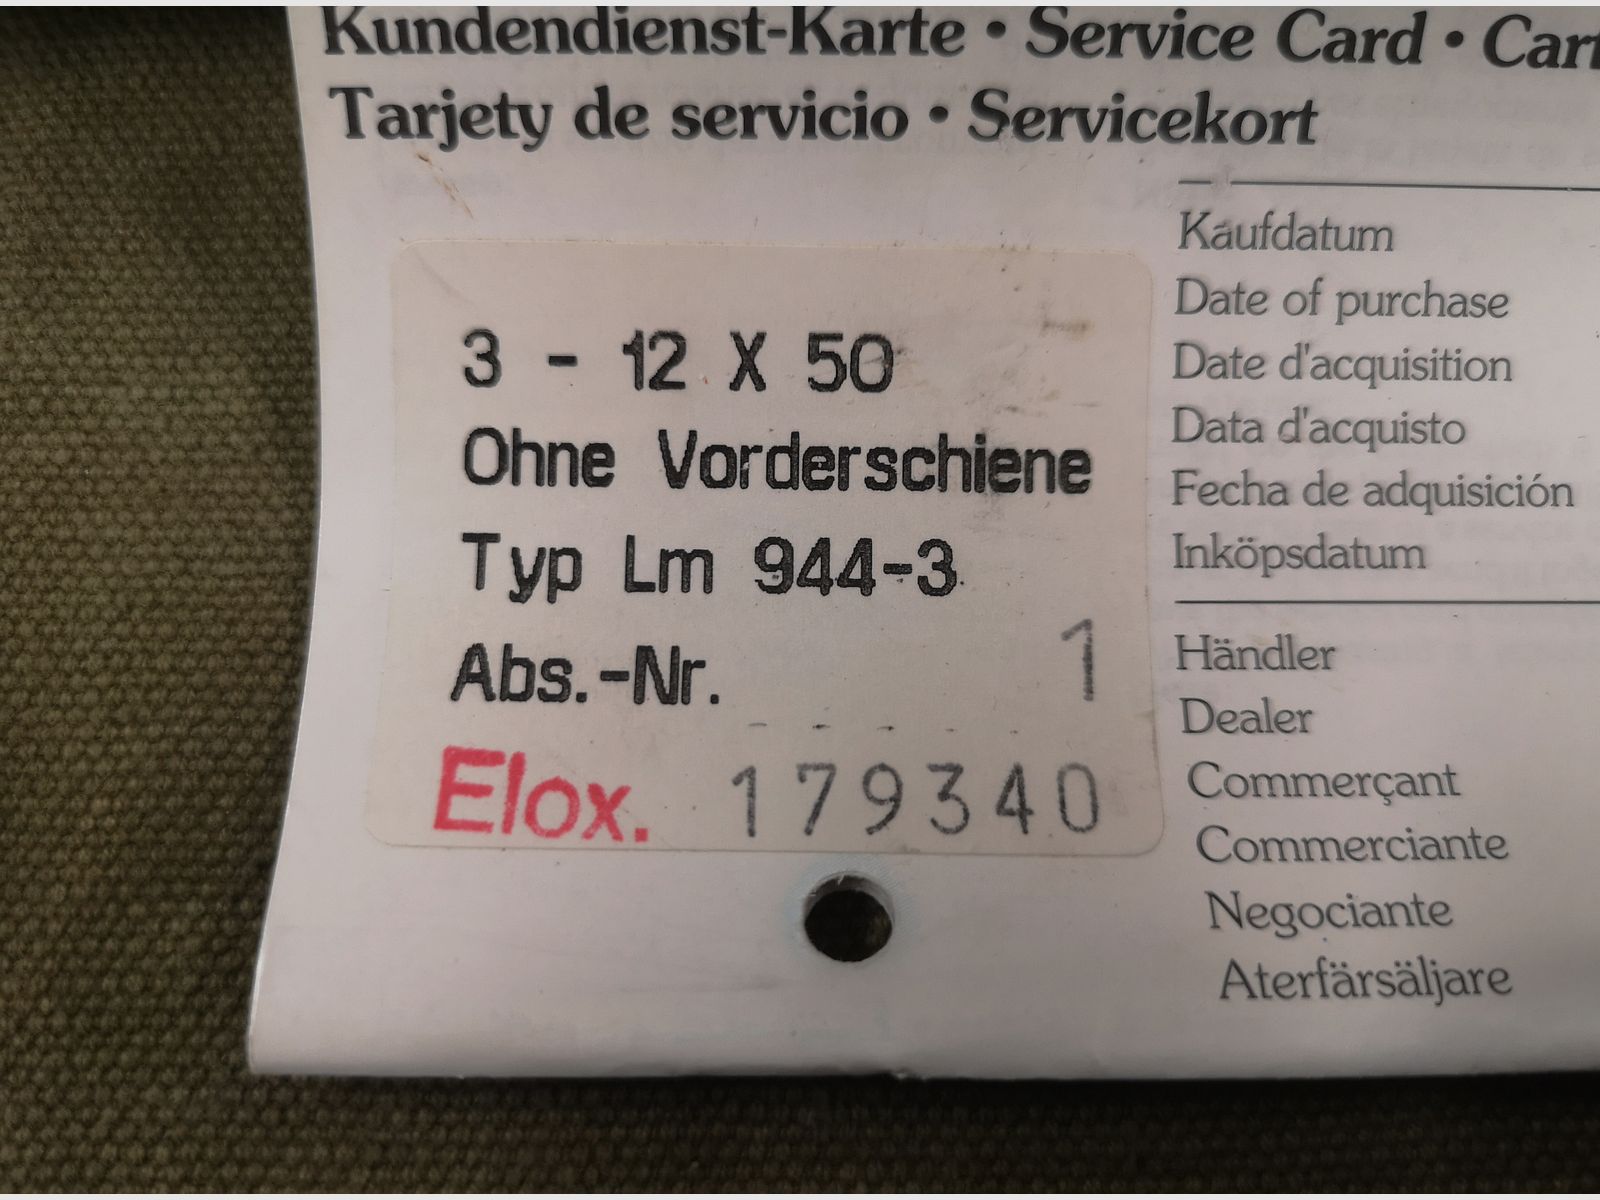 Kundendienst-Karte • Service Card • Cart
Tarjety de servicio • Servicekort
3 - 12 X 50
Ohne Vorderschiene
Typ Lm 944-3
Abs.-Nr. 1
Elox. 179340
Kaufdatum
Date of purchase
Date d'acquisition
Data d'acquisto
Fecha de adquisición
Inköpsdatum
Händler
Dealer
Commerçant
Commerciante
Negociante
Aterfärsäljare